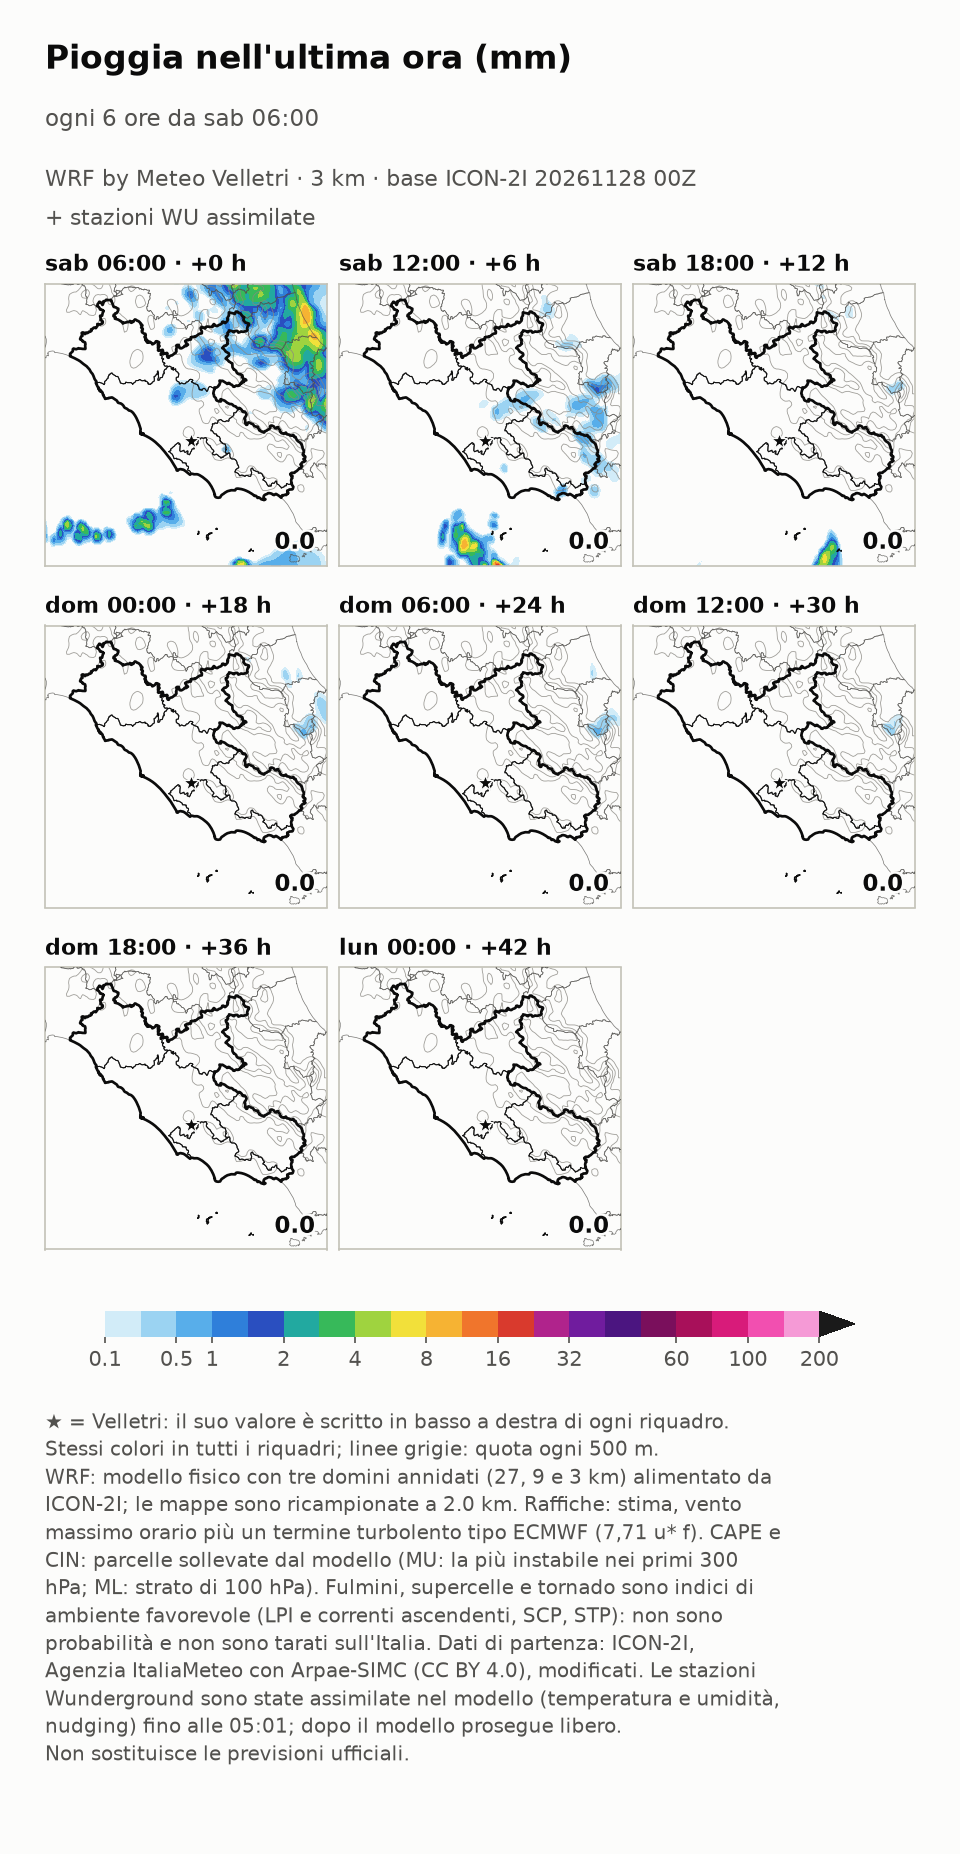 Pioggia nell'ultima ora (mm)
ogni 6 ore da sab 06:00
WRF by Meteo Velletri · 3 km · base ICON-2I 20261128 00Z
+ stazioni WU assimilate
sab 06:00 · +0 h
sab 12:00 · +6 h
sab 18:00 · +12 h
0.0
0.0
0.0
dom 00:00 · +18 h
dom 06:00 · +24 h
dom 12:00 · +30 h
0.0
0.0
0.0
dom 18:00 · +36 h
lun 00:00 · +42 h
0.0
0.0
0.1 0.5 1 2 4 8 16 32 60 100 200
★ = Velletri: il suo valore è scritto in basso a destra di ogni riquadro.
Stessi colori in tutti i riquadri; linee grigie: quota ogni 500 m.
WRF: modello fisico con tre domini annidati (27, 9 e 3 km) alimentato da
ICON-2I; le mappe sono ricampionate a 2.0 km. Raffiche: stima, vento
massimo orario più un termine turbolento tipo ECMWF (7,71 u* f). CAPE e
CIN: parcelle sollevate dal modello (MU: la più instabile nei primi 300
hPa; ML: strato di 100 hPa). Fulmini, supercelle e tornado sono indici di
ambiente favorevole (LPI e correnti ascendenti, SCP, STP): non sono
probabilità e non sono tarati sull'Italia. Dati di partenza: ICON-2I,
Agenzia ItaliaMeteo con Arpae-SIMC (CC BY 4.0), modificati. Le stazioni
Wunderground sono state assimilate nel modello (temperatura e umidità,
nudging) fino alle 05:01; dopo il modello prosegue libero.
Non sostituisce le previsioni ufficiali.